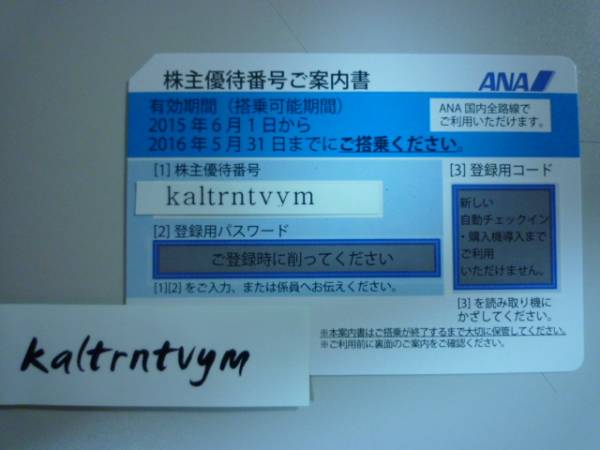 株主優待番号ご案内書
ANA
有効期間（搭乗可能期間）
2015年6月1日から
2016年5月31日までにご搭乗ください。
ANA国内全路線で
ご利用いただけます。
[1] 株主優待番号
kaltrntvym
[2] 登録用パスワード
ご登録時に削ってください
[1][2] をご入力、または係員へお伝えください。
[3] 登録用コード
新しい
自動チェックイン
・購入機導入まで
ご利用
いただけません。
[3] を読み取り機に
かざしてください。
※本案内書はご搭乗が終了するまで大切に保管してください。
※ご利用前に裏面のご案内をご確認ください。
kaltrntvym